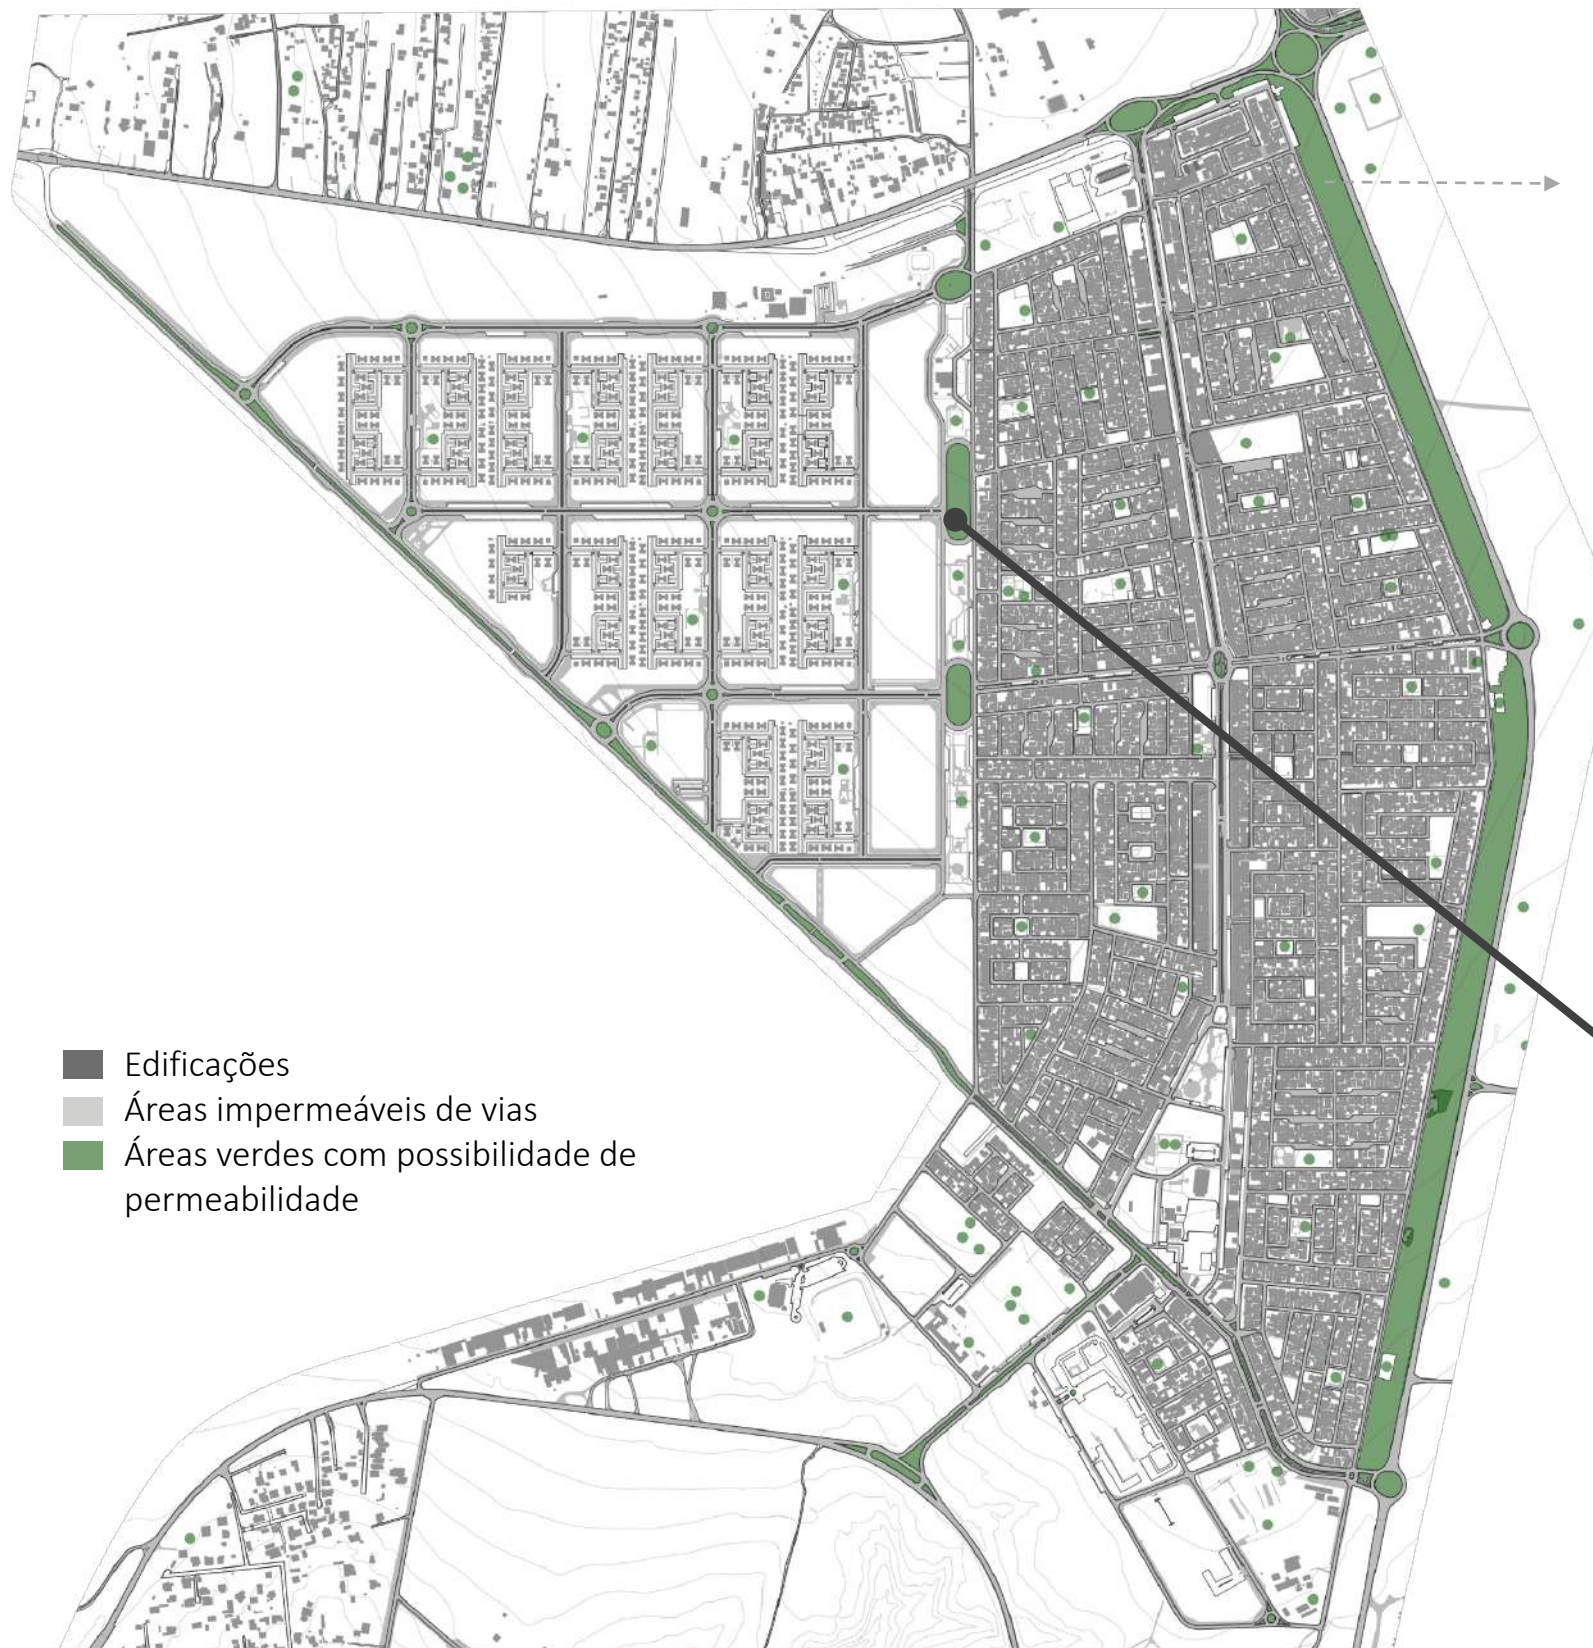 Edificações
Áreas impermeáveis de vias
Áreas verdes com possibilidade de
permeabilidade